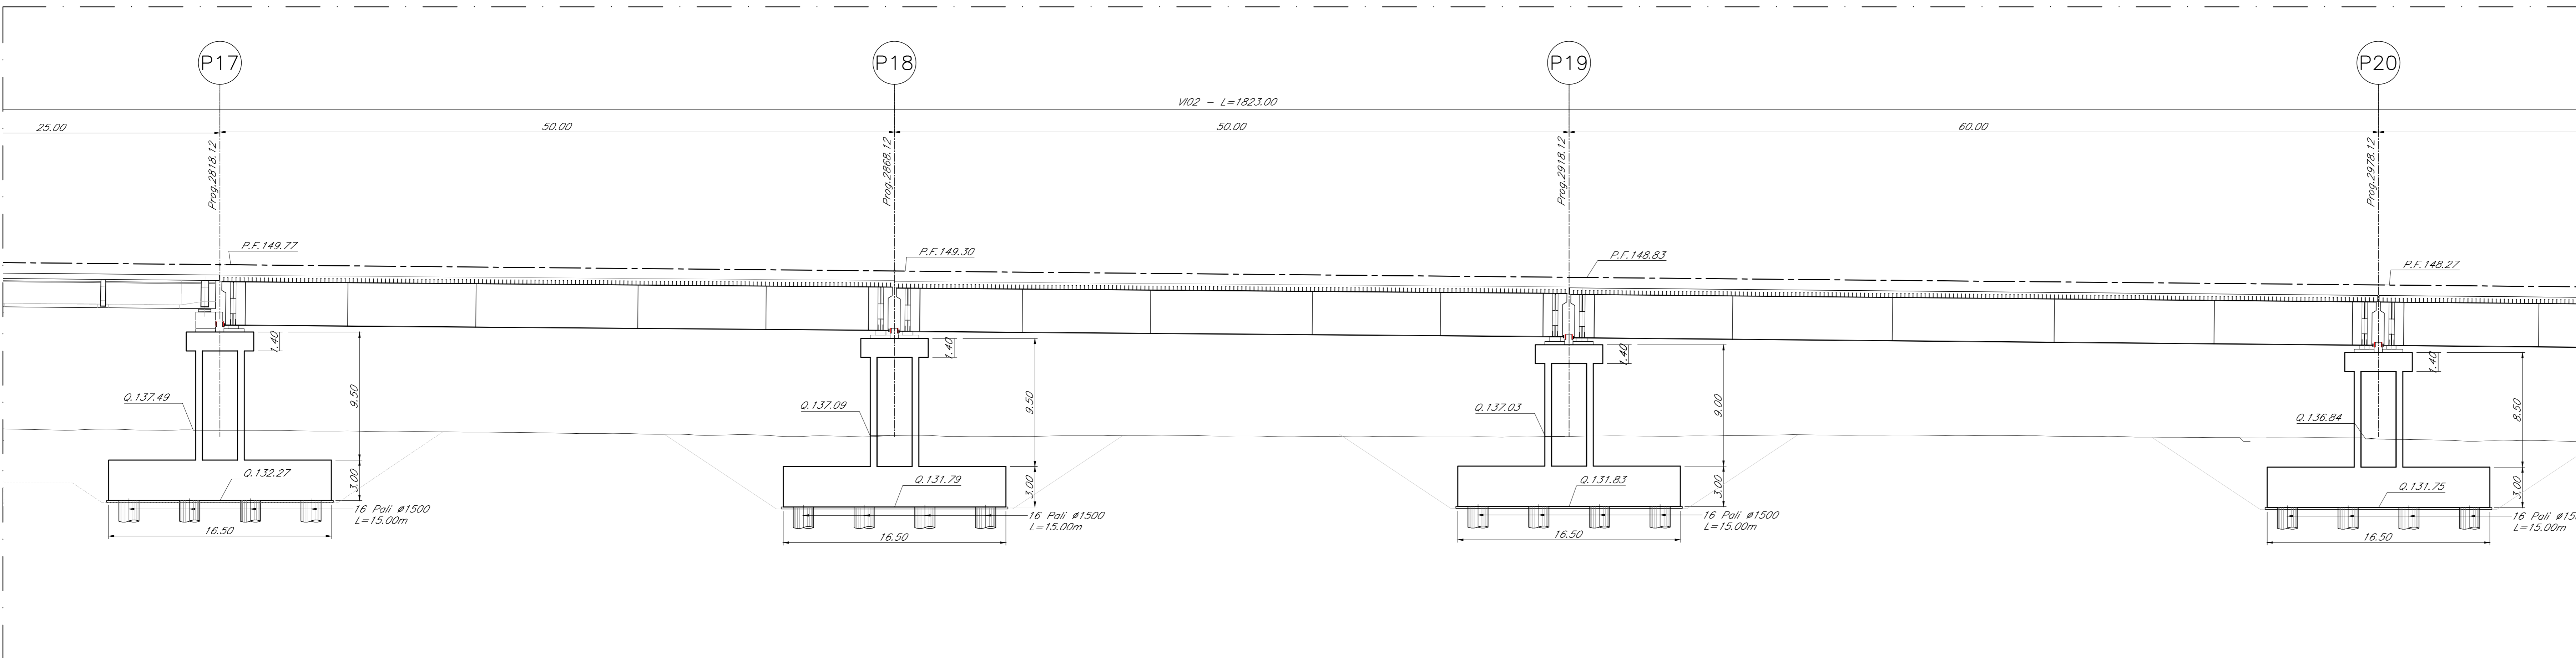 P17
P18
P19
P20
VI02 - L=1823.00
25.00
50.00
50.00
60.00
Prog.2818.12
Prog.2868.12
Prog.2918.12
Prog.2978.12
P.F.149.77
P.F.149.30
P.F.148.83
P.F.148.27
1.40
1.40
1.40
1.40
9.50
9.50
9.00
8.50
Q.137.49
Q.137.09
Q.137.03
Q.136.84
Q.132.27
Q.131.79
Q.131.83
Q.131.75
3.00
3.00
3.00
3.00
16 Pali ø1500
L=15.00m
16 Pali ø1500
L=15.00m
16 Pali ø1500
L=15.00m
16 Pali ø15
L=15.00m
16.50
16.50
16.50
16.50